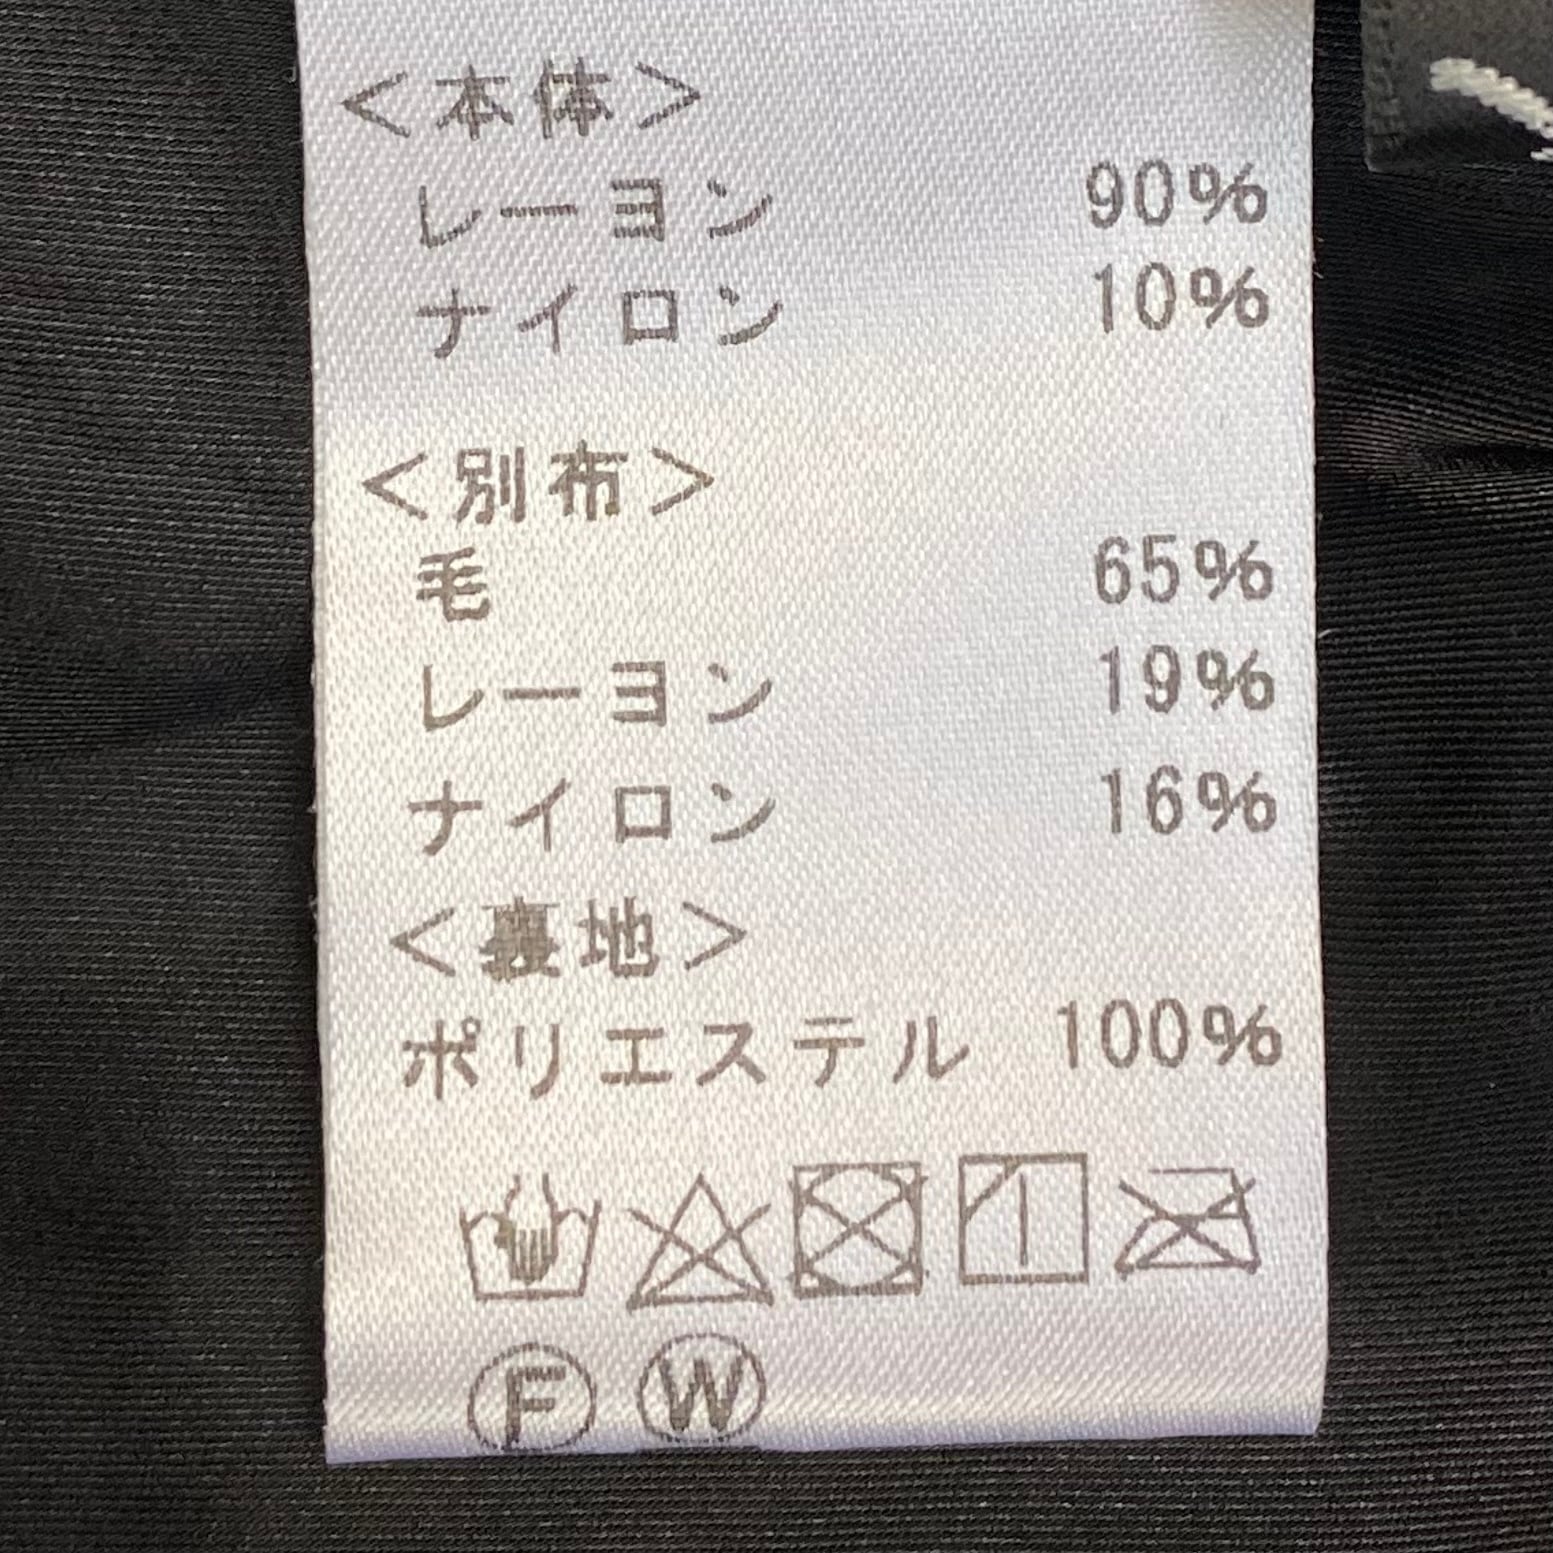 <本体>
レーヨン 90%
ナイロン 10%
<別布>
毛 65%
レーヨン 19%
ナイロン 16%
<裏地>
ポリエステル 100%
F W